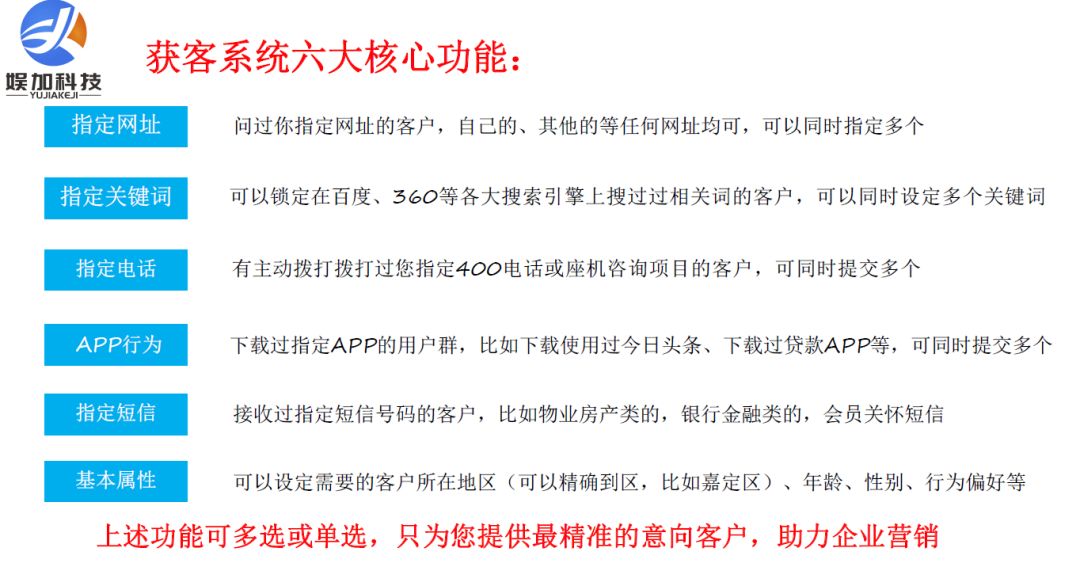 获客系统六大核心功能：
娱加科技
YUJIAKEJI
指定网址
问过你指定网址的客户，自己的、其他的等任何网址均可，可以同时指定多个
指定关键词
可以锁定在百度、360等各大搜索引擎上搜过过相关词的客户，可以同时设定多个关键词
指定电话
有主动拨打拨打过您指定400电话或座机咨询项目的客户，可同时提交多个
APP行为
下载过指定APP的用户群，比如下载使用过今日头条、下载过贷款APP等，可同时提交多个
指定短信
接收过指定短信号码的客户，比如物业房产类的，银行金融类的，会员关怀短信
基本属性
可以设定需要的客户所在地区（可以精确到区，比如嘉定区）、年龄、性别、行为偏好等
上述功能可多选或单选，只为您提供最精准的意向客户，助力企业营销